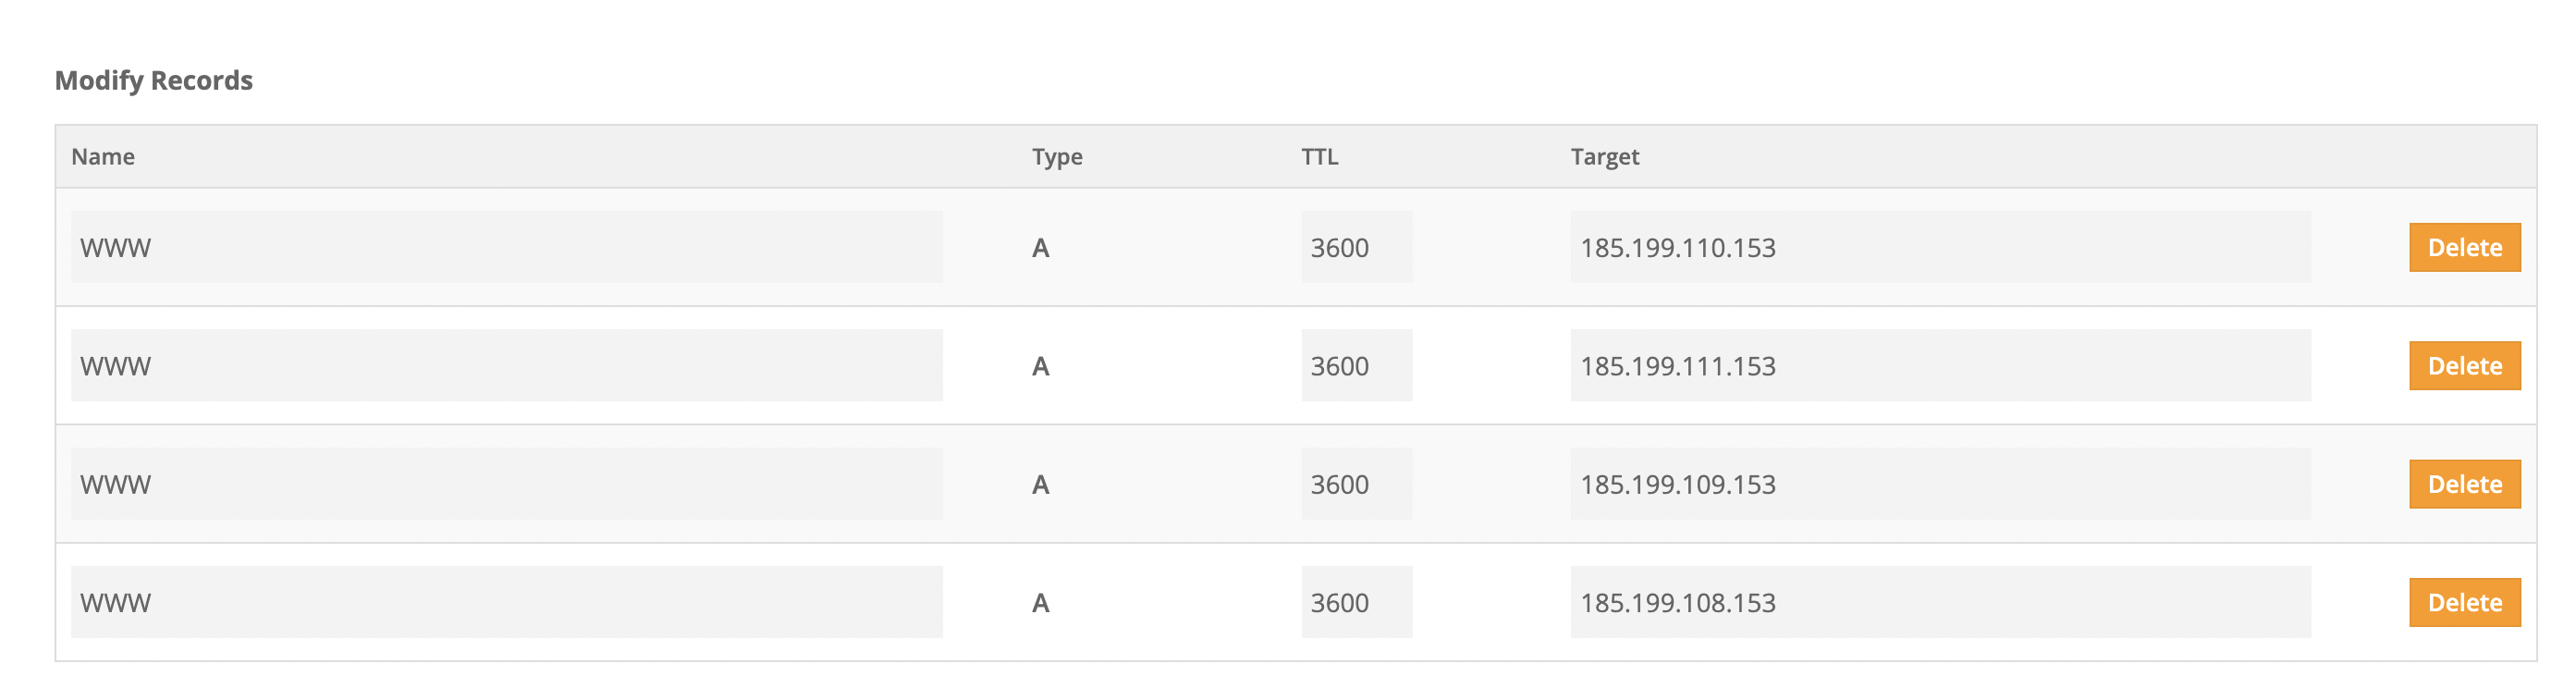 Modify Records
Name Type TTL Target
WWW A 3600 185.199.110.153 Delete
WWW A 3600 185.199.111.153 Delete
WWW A 3600 185.199.109.153 Delete
WWW A 3600 185.199.108.153 Delete